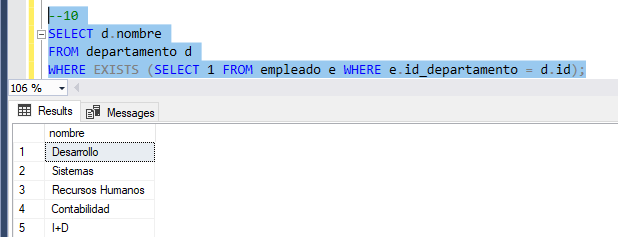 --10
SELECT d.nombre
FROM departamento d
WHERE EXISTS (SELECT 1 FROM empleado e WHERE e.id_departamento = d.id);
106 %
Results Messages
nombre
1 Desarrollo
2 Sistemas
3 Recursos Humanos
4 Contabilidad
5 I+D